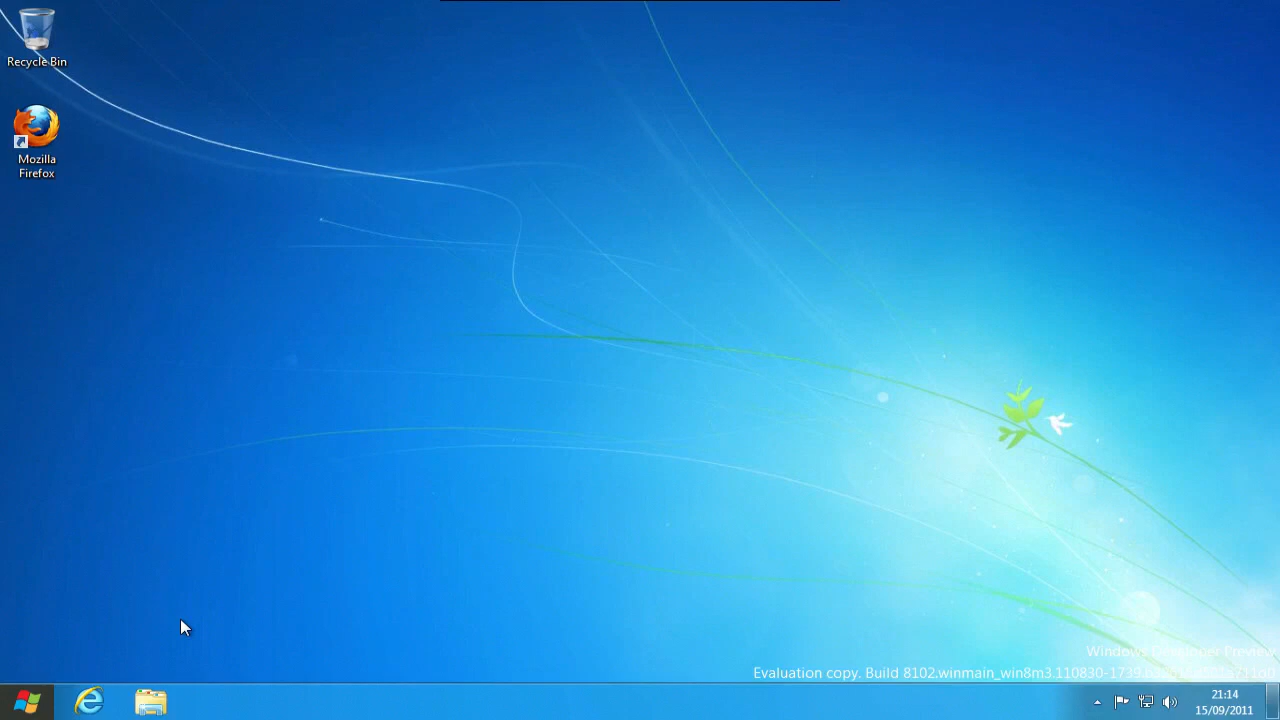 Recycle Bin
Mozilla
Firefox
Windows Developer Preview
Evaluation copy. Build 8102.winmain_win8m3.110830-1739
21:14
15/09/2011